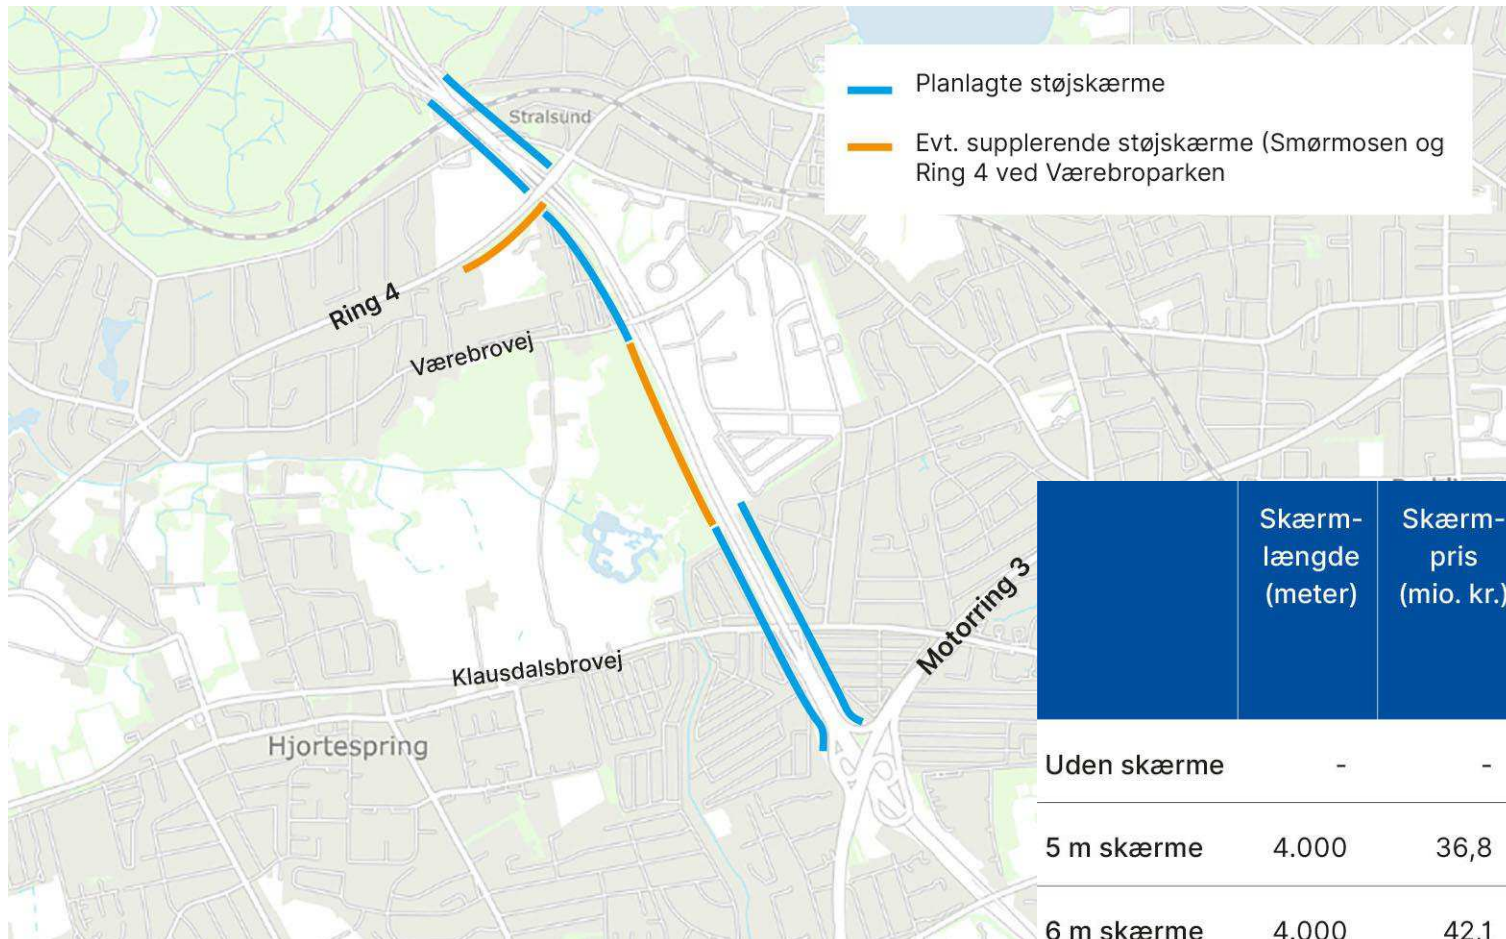 Planlagte støjskærme
Evt. supplerende støjskærme (Smørmosen og
Ring 4 ved Værebroparken
Stralsund
Ring 4
Værebrovej
Motorring 3
Klausdalsbrovej
Hjortespring
Skærm-
længde
(meter)
Skærm-
pris
(mio. kr.)
Uden skærme - -
5 m skærme 4.000 36,8
6 m skærme 4.000 42,1